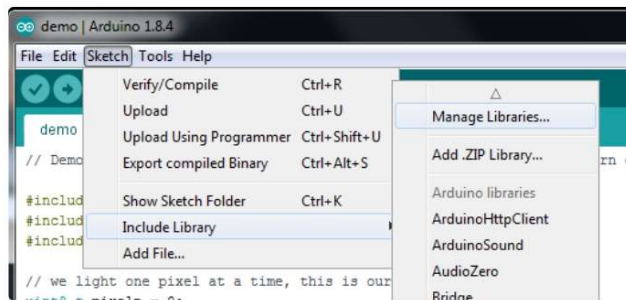 demo | Arduino 1.8.4
File Edit Sketch Tools Help
demo
Verify/Compile Ctrl+R
Upload Ctrl+U
Upload Using Programmer Ctrl+Shift+U
Export compiled Binary Ctrl+Alt+S
Show Sketch Folder Ctrl+K
Include Library
Add File...
Manage Libraries...
Add .ZIP Library...
Arduino libraries
ArduinoHttpClient
ArduinoSound
AudioZero
Bridge
// Demo
rn
#includ
#includ
#includ
// we light one pixel at a time, this is our